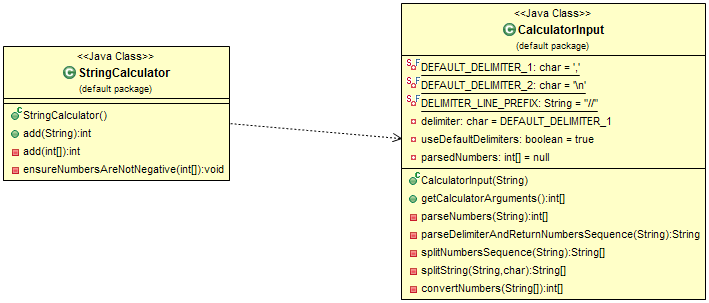 <<Java Class>>
StringCalculator
(default package)
StringCalculator()
add(String):int
add(int[]):int
ensureNumbersAreNotNegative(int[]):void
<<Java Class>>
CalculatorInput
(default package)
DEFAULT_DELIMITER_1: char = ','
DEFAULT_DELIMITER_2: char = '\n'
DELIMITER_LINE_PREFIX: String = "//"
delimiter: char = DEFAULT_DELIMITER_1
useDefaultDelimiters: boolean = true
parsedNumbers: int[] = null
CalculatorInput(String)
getCalculatorArguments():int[]
parseNumbers(String):int[]
parseDelimiterAndReturnNumbersSequence(String):String
splitNumbersSequence(String):String[]
splitString(String,char):String[]
convertNumbers(String[]):int[]